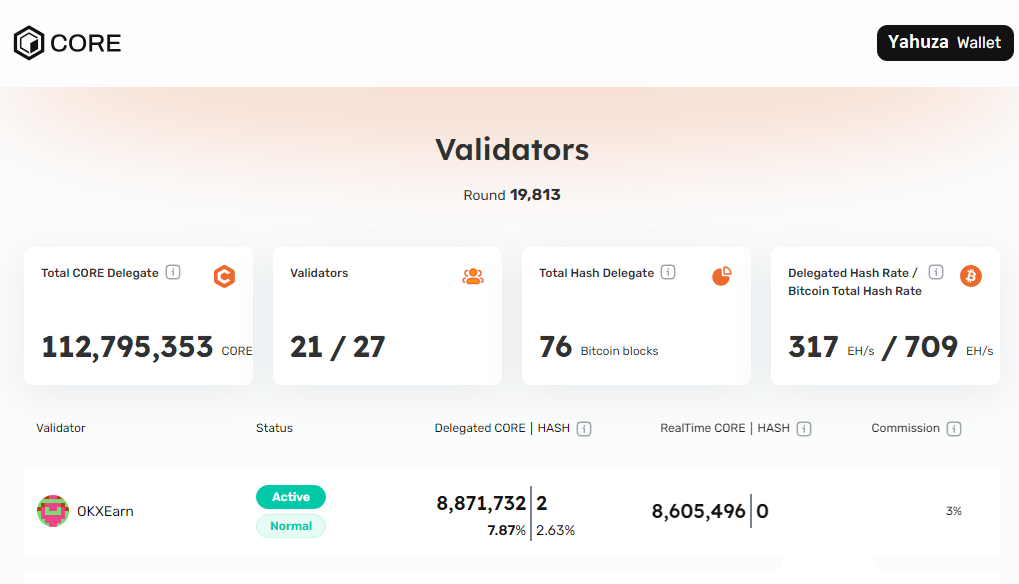 CORE
Yahuza Wallet
Validators
Round 19,813
Total CORE Delegate i
112,795,353 CORE
Validators
21 / 27
Total Hash Delegate i
76 Bitcoin blocks
Delegated Hash Rate / i
Bitcoin Total Hash Rate
317 EH/s / 709 EH/s
Validator Status Delegated CORE | HASH i RealTime CORE | HASH i Commission i
OKXEarn
Active
Normal
8,871,732 | 2
7.87% | 2.63%
8,605,496 | 0
3%